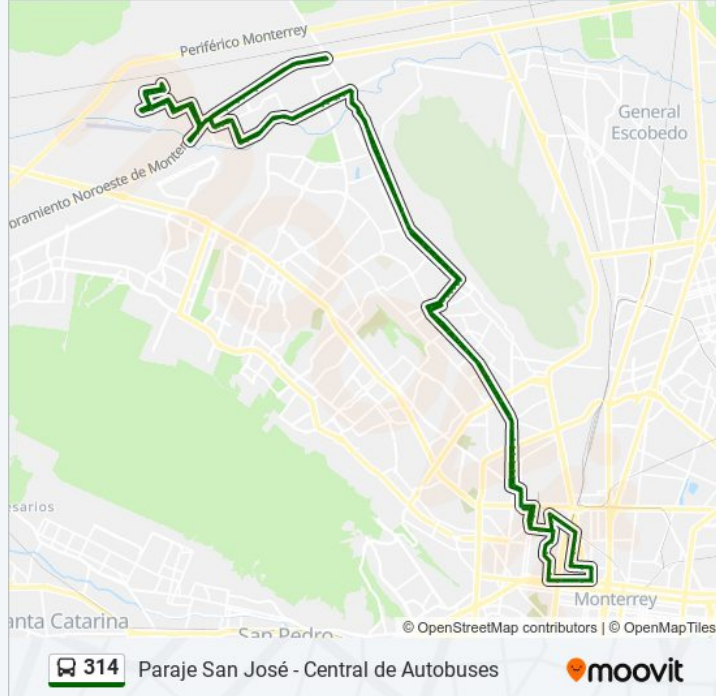 Periférico Monterrey
General
Escobedo
oramiento Noroeste de Monter
esarios
anta Catarina
San Pedro
Monterrey
© OpenStreetMap contributors | © OpenMapTiles
314 Paraje San José - Central de Autobuses
moovit